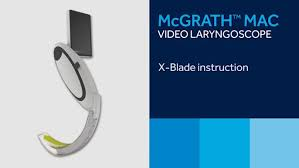 McGRATH™ MAC
VIDEO LARYNGOSCOPE
X-Blade instruction